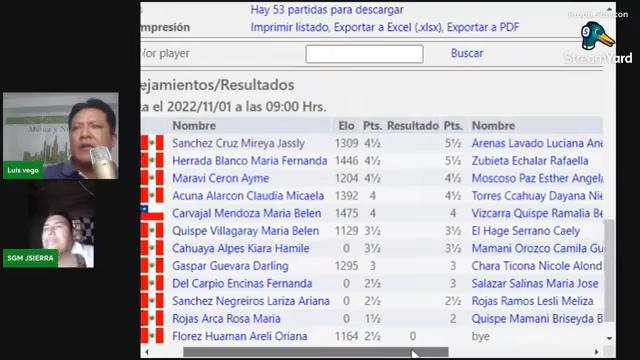 Hay 53 partidas para descargar
mpresión Imprimir listado, Exportar a Excel (.xlsx), Exportar a PDF
/or player Buscar
StreamYard
ejamientos/Resultados
a el 2022/11/01 a las 09:00 Hrs.
Nombre Elo Pts. Resultado Pts. Nombre
Sanchez Cruz Mireya Jassly 1309 4½ 5½ Arenas Lavado Luciana An
Herrada Blanco Maria Fernanda 1446 4½ 5½ Zubieta Echalar Rafaella
Maravi Ceron Ayme 1204 4½ 4½ Moscoso Paz Esther Angela
Acuna Alarcon Claudia Micaela 1392 4 4½ Torres Ccahuay Dayana Nie
Carvajal Mendoza Maria Belen 1475 4 4 Vizcarra Quispe Ramalia Be
Quispe Villagaray Maria Belen 1129 3½ 3½ El Hage Serrano Caely
Cahuaya Alpes Kiara Hamile 0 3½ 3½ Mamani Orozco Camila Gu
Gaspar Guevara Darling 1295 3 3 Chara Ticona Nicole Alond
Del Carpio Encinas Fernanda 0 2½ 3 Salazar Salinas Maria Jose
Sanchez Negreiros Lariza Ariana 0 2½ 2½ Rojas Ramos Lesli Meliza
Rojas Arca Rosa Maria 0 1½ 2 Quispe Mamani Briseyda B
Florez Huaman Areli Oriana 1164 2½ 0 bye
Luis vega
SGM JSIERRA